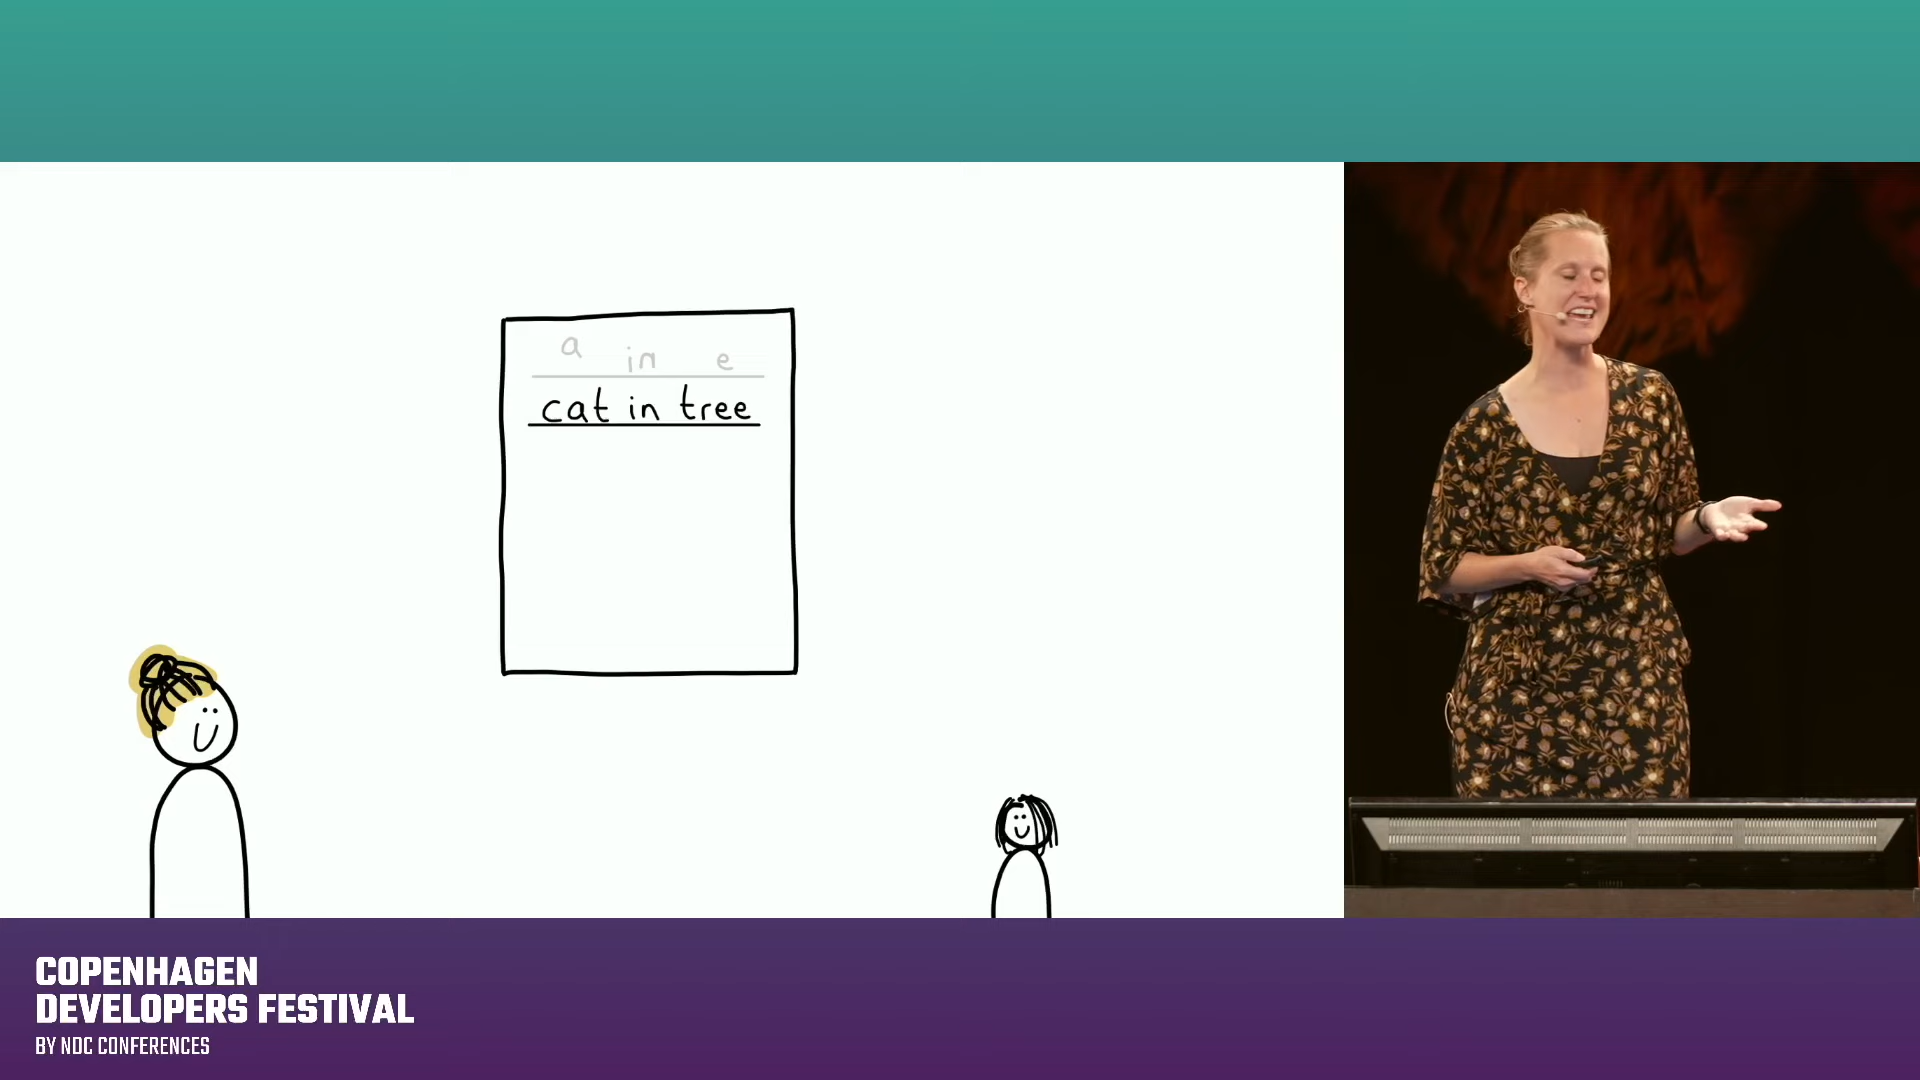 a in e
cat in tree
COPENHAGEN
DEVELOPERS FESTIVAL
BY NDC CONFERENCES